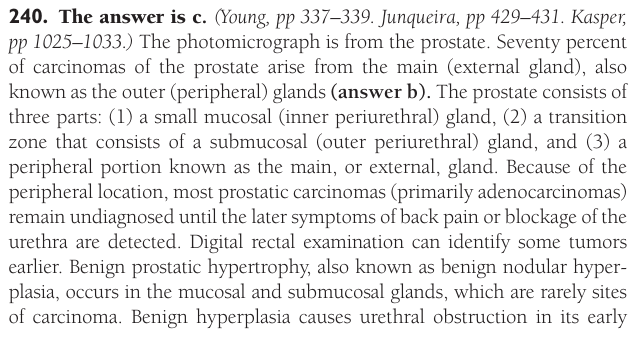 240. The answer is c. (Young, pp 337–339. Junqueira, pp 429–431. Kasper,
pp 1025–1033.) The photomicrograph is from the prostate. Seventy percent
of carcinomas of the prostate arise from the main (external gland), also
known as the outer (peripheral) glands (answer b). The prostate consists of
three parts: (1) a small mucosal (inner periurethral) gland, (2) a transition
zone that consists of a submucosal (outer periurethral) gland, and (3) a
peripheral portion known as the main, or external, gland. Because of the
peripheral location, most prostatic carcinomas (primarily adenocarcinomas)
remain undiagnosed until the later symptoms of back pain or blockage of the
urethra are detected. Digital rectal examination can identify some tumors
earlier. Benign prostatic hypertrophy, also known as benign nodular hyper-
plasia, occurs in the mucosal and submucosal glands, which are rarely sites
of carcinoma. Benign hyperplasia causes urethral obstruction in its early